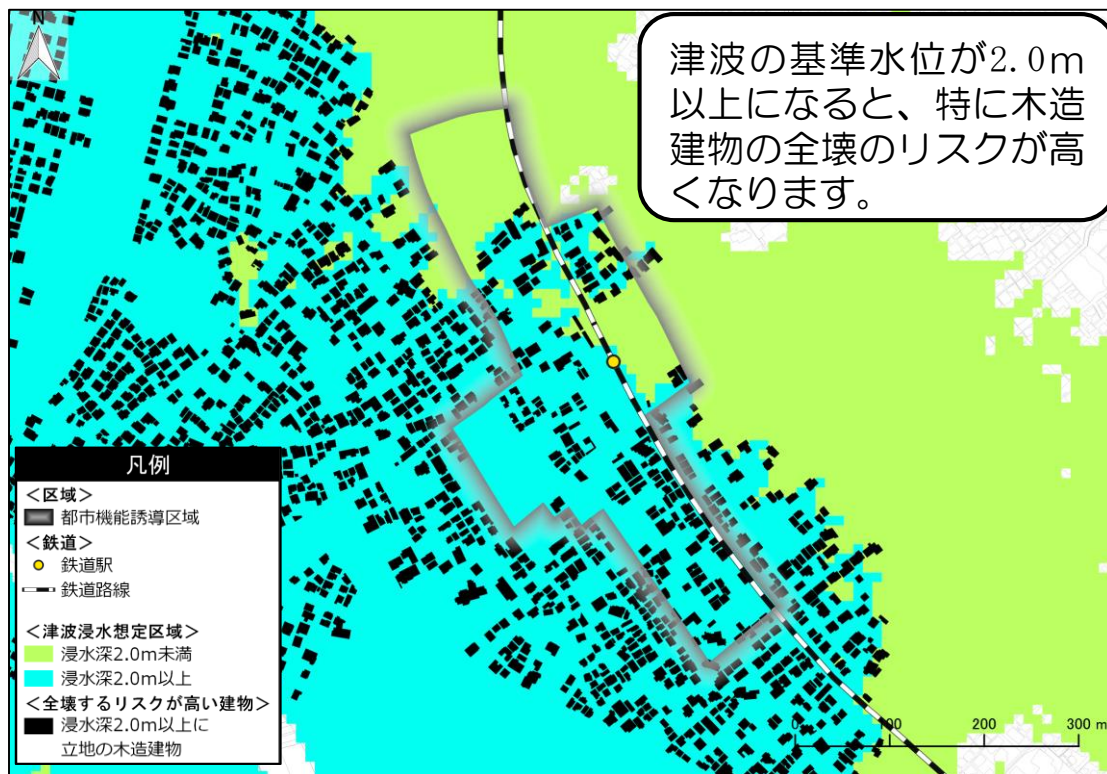 N
津波の基準水位が2.0m
以上になると、特に木造
建物の全壊のリスクが高
くなります。
凡例
<区域>
都市機能誘導区域
<鉄道>
鉄道駅
鉄道路線
<津波浸水想定区域>
浸水深2.0m未満
浸水深2.0m以上
<全壊するリスクが高い建物>
浸水深2.0m以上に
立地の木造建物
0 100 200 300 m